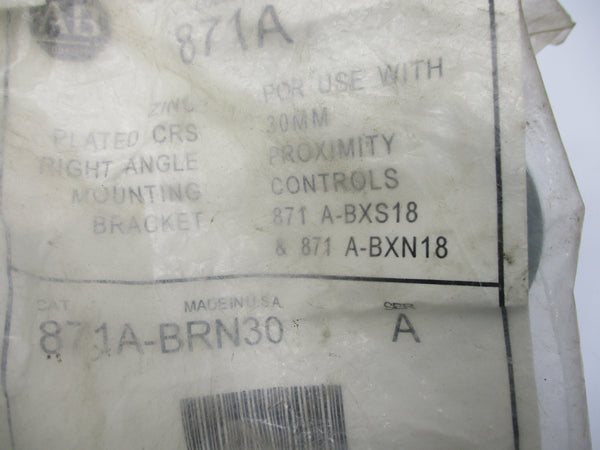 AB
871A
ZINC
PLATED CRS
RIGHT ANGLE
MOUNTING
BRACKET
FOR USE WITH
30MM
PROXIMITY
CONTROLS
871 A-BXS18
& 871 A-BXN18
CAT. MADE IN U.S.A. SER
871A-BRN30 A